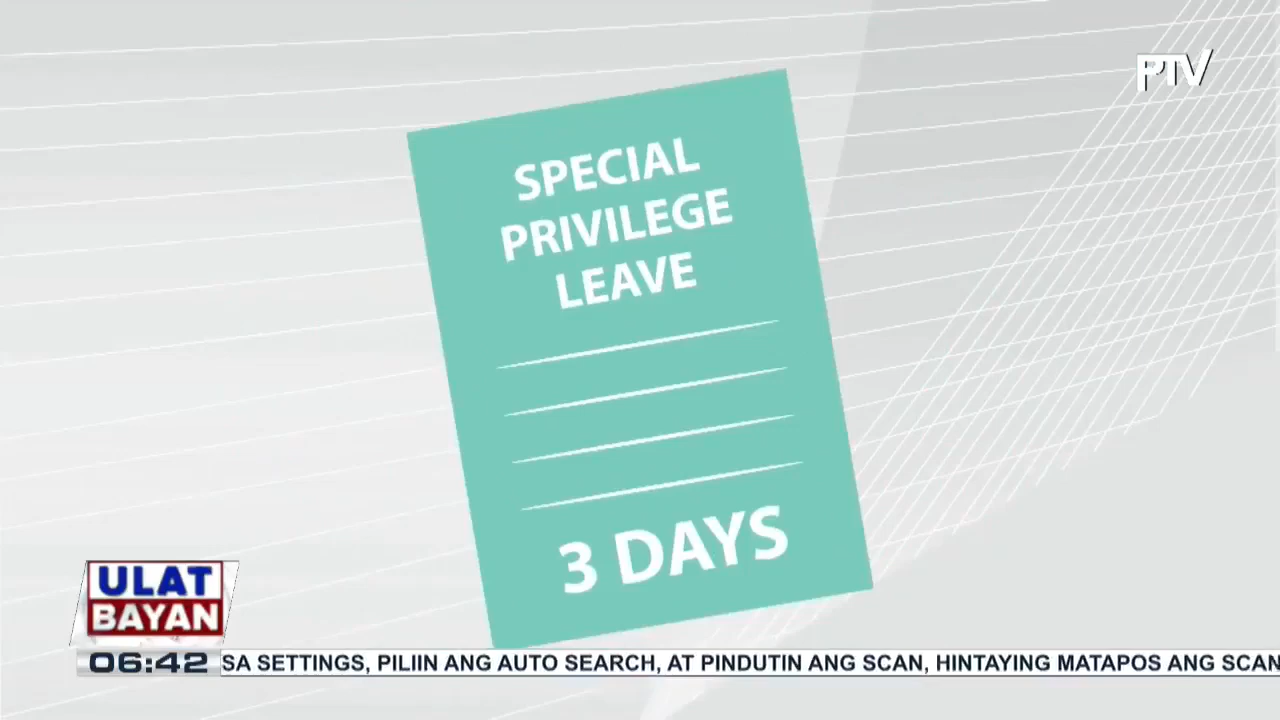 PTV
SPECIAL
PRIVILEGE
LEAVE
3 DAYS
ULAT
BAYAN
06:42 SA SETTINGS, PILIIN ANG AUTO SEARCH, AT PINDUTIN ANG SCAN, HINTAYING MATAPOS ANG SCAN